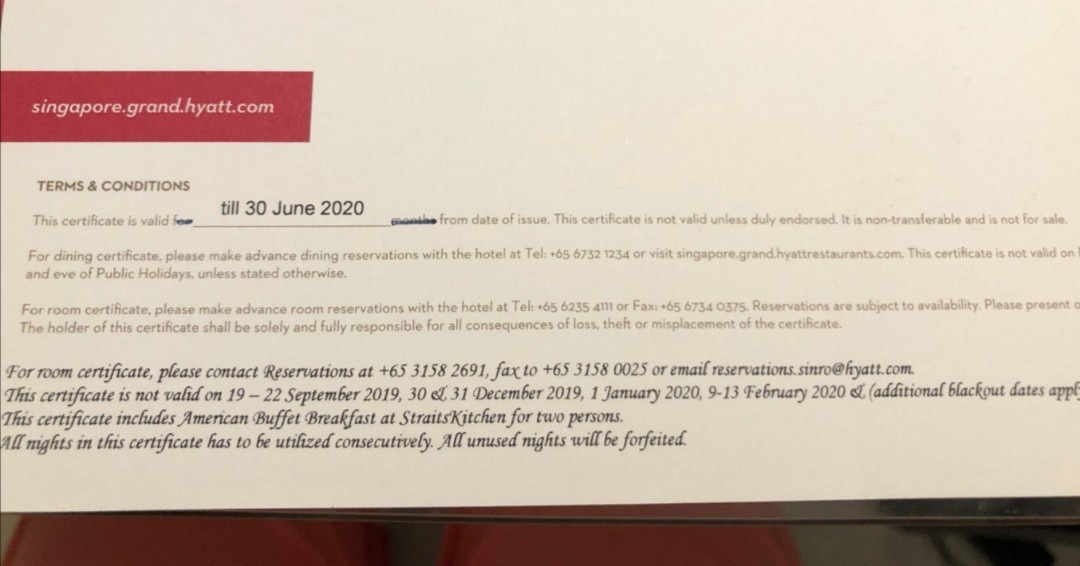 singapore.grand.hyatt.com
TERMS & CONDITIONS
This certificate is valid for till 30 June 2020 months from date of issue. This certificate is not valid unless duly endorsed. It is non-transferable and is not for sale.
For dining certificate, please make advance dining reservations with the hotel at Tel: +65 6732 1234 or visit singapore.grand.hyattrestaurants.com. This certificate is not valid on
and eve of Public Holidays, unless stated otherwise.
For room certificate, please make advance room reservations with the hotel at Tel: +65 6235 4111 or Fax: +65 6734 0375. Reservations are subject to availability. Please present
The holder of this certificate shall be solely and fully responsible for all consequences of loss, theft or misplacement of the certificate.
For room certificate, please contact Reservations at +65 3158 2691, fax to +65 3158 0025 or email reservations.sinro@hyatt.com.
This certificate is not valid on 19 – 22 September 2019, 30 & 31 December 2019, 1 January 2020, 9-13 February 2020 & (additional blackout dates appl
This certificate includes American Buffet Breakfast at StraitsKitchen for two persons.
All nights in this certificate has to be utilized consecutively. All unused nights will be forfeited.